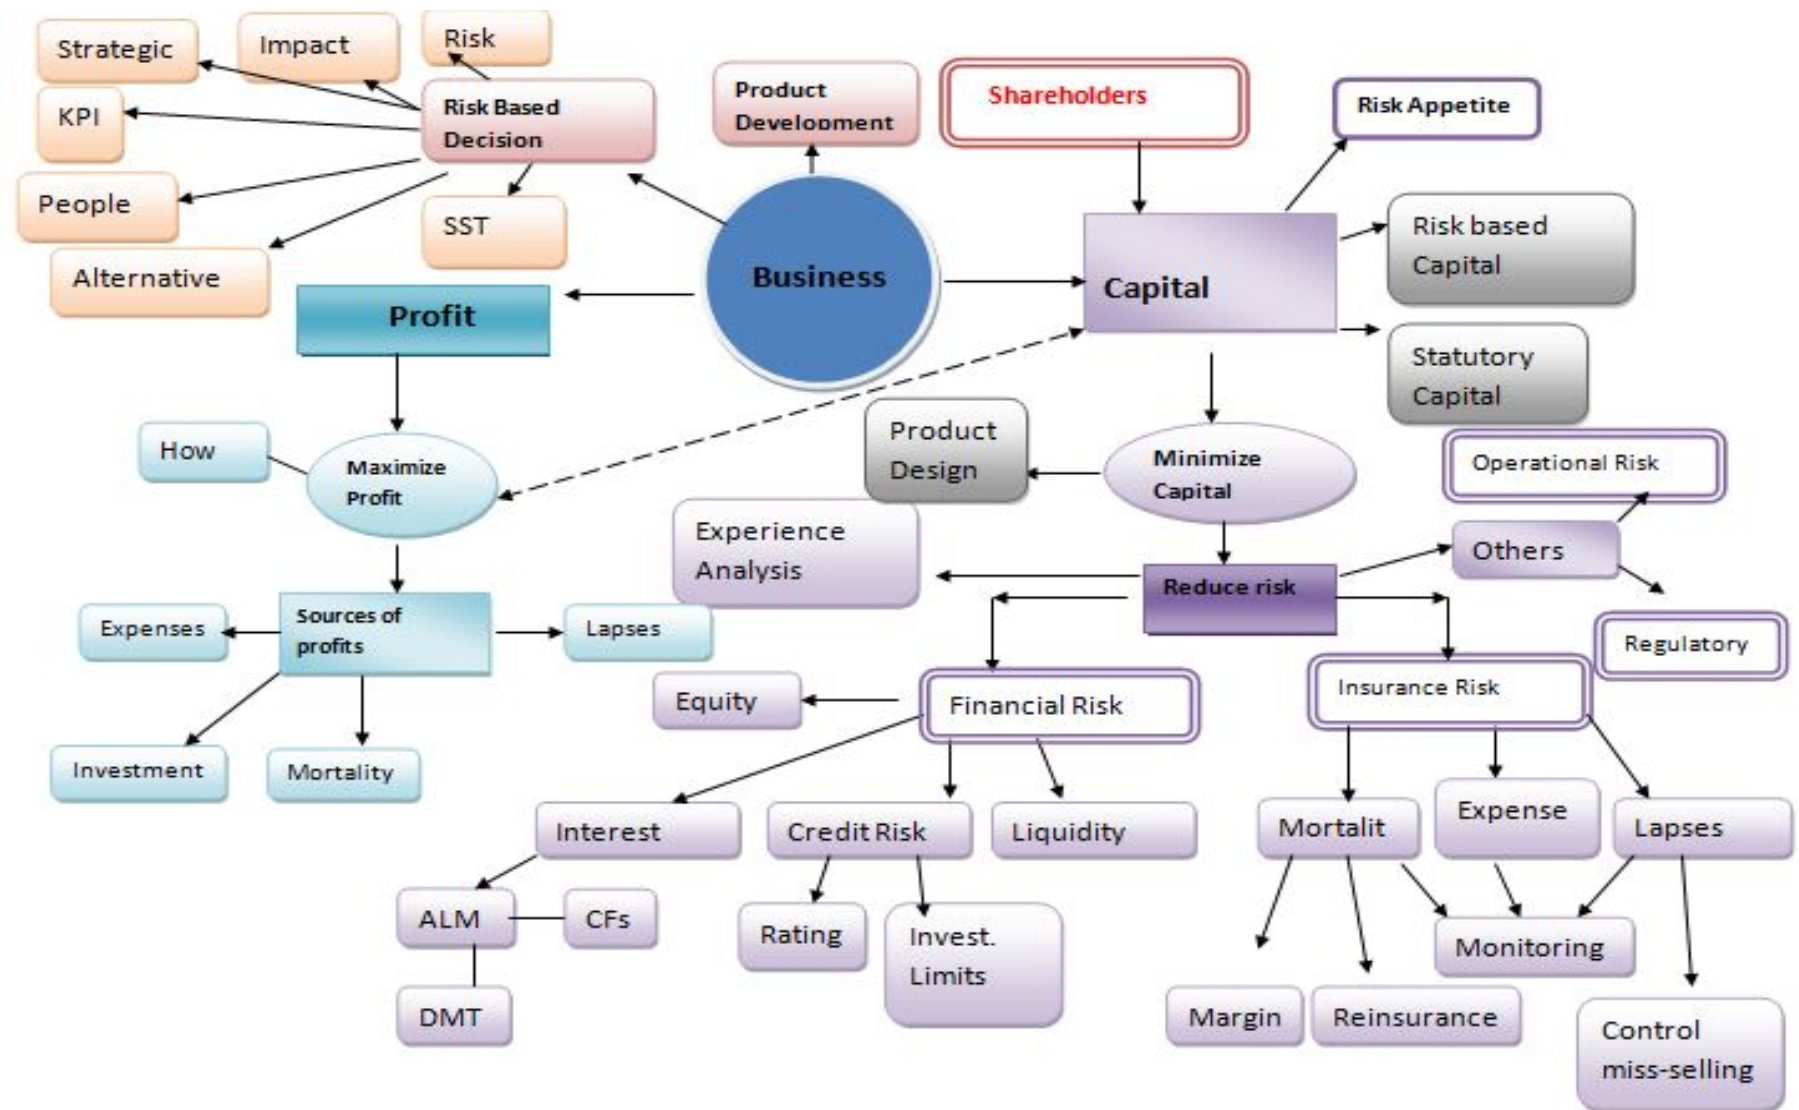 Strategic
Impact
Risk
KPI
Risk Based
Decision
Product
Development
Shareholders
Risk Appetite
People
SST
Alternative
Risk based
Capital
Business
Capital
Profit
Statutory
Capital
How
Maximize
Profit
Product
Design
Minimize
Capital
Operational Risk
Experience
Analysis
Others
Reduce risk
Expenses
Sources of
profits
Lapses
Regulatory
Equity
Financial Risk
Insurance Risk
Investment
Mortality
Interest
Credit Risk
Liquidity
Mortalit
Expense
Lapses
ALM
CFs
Rating
Invest.
Limits
Monitoring
DMT
Margin
Reinsurance
Control
miss-selling